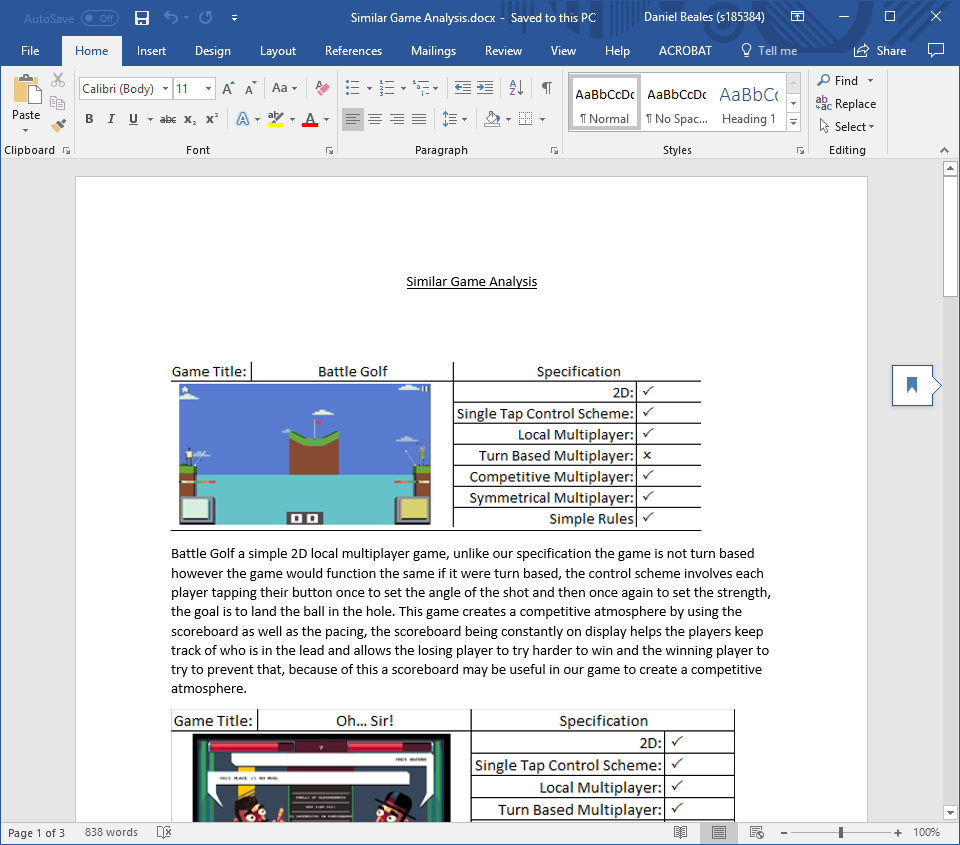 AutoSave Off Similar Game Analysis.docx - Saved to this PC Daniel Beales (s185384)
File Home Insert Design Layout References Mailings Review View Help ACROBAT Tell me Share
Calibri (Body) 11 Aa AaBbCcDc AaBbCcDc AaBbCc Find
Paste B I U abc x₂ x² A ab A ¶ Normal ¶ No Spac... Heading 1 Replace
Select
Clipboard Font Paragraph Styles Editing
Similar Game Analysis
Game Title: Battle Golf Specification
2D: ✓
Single Tap Control Scheme: ✓
Local Multiplayer: ✓
Turn Based Multiplayer: x
Competitive Multiplayer: ✓
Symmetrical Multiplayer: ✓
Simple Rules ✓
0 0
Battle Golf a simple 2D local multiplayer game, unlike our specification the game is not turn based
however the game would function the same if it were turn based, the control scheme involves each
player tapping their button once to set the angle of the shot and then once again to set the strength,
the goal is to land the ball in the hole. This game creates a competitive atmosphere by using the
scoreboard as well as the pacing, the scoreboard being constantly on display helps the players keep
track of who is in the lead and allows the losing player to try harder to win and the winning player to
try to prevent that, because of this a scoreboard may be useful in our game to create a competitive
atmosphere.
Game Title: Oh... Sir! Specification
2D: ✓
Single Tap Control Scheme: ✓
Local Multiplayer: ✓
Turn Based Multiplayer: ✓
?
Page 1 of 3 838 words 100%